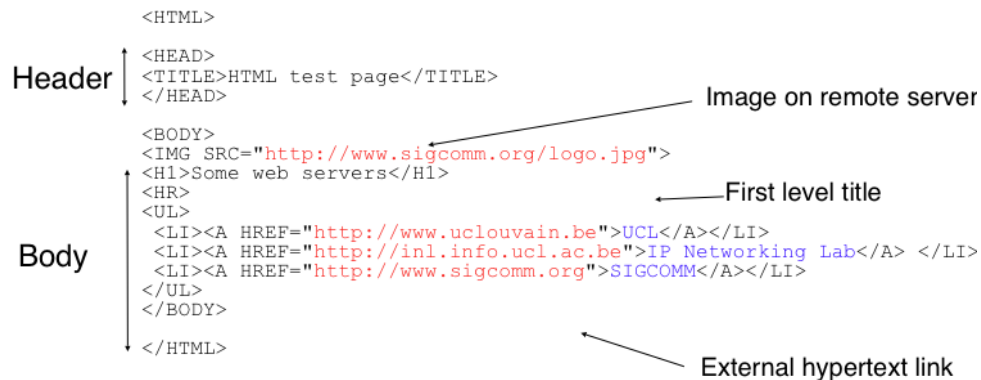 <HTML>
<HEAD>
Header
<TITLE>HTML test page</TITLE>
</HEAD>
Image on remote server
<BODY>
<IMG SRC="http://www.sigcomm.org/logo.jpg">
<H1>Some web servers</H1>
<HR>
First level title
<UL>
<LI><A HREF="http://www.uclouvain.be">UCL</A></LI>
Body
<LI><A HREF="http://inl.info.ucl.ac.be">IP Networking Lab</A> </LI>
<LI><A HREF="http://www.sigcomm.org">SIGCOMM</A></LI>
</UL>
</BODY>
</HTML>
External hypertext link